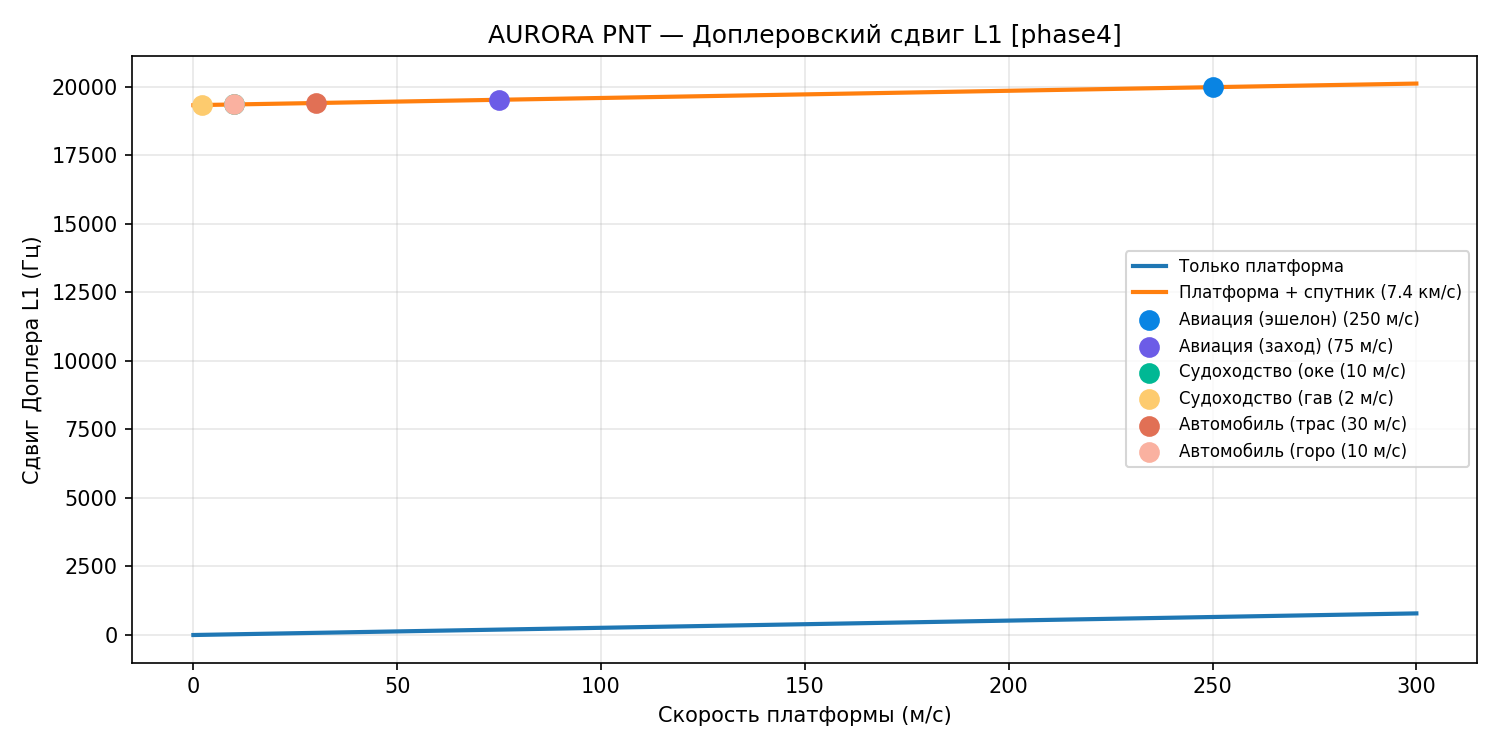 AURORA PNT — Доплеровский сдвиг L1 [phase4]
Сдвиг Доплера L1 (Гц)
20000
17500
15000
12500
10000
7500
5000
2500
0
Только платформа
Платформа + спутник (7.4 км/с)
Авиация (эшелон) (250 м/с)
Авиация (заход) (75 м/с)
Судоходство (оке (10 м/с)
Судоходство (гав (2 м/с)
Автомобиль (трас (30 м/с)
Автомобиль (горо (10 м/с)
0 50 100 150 200 250 300
Скорость платформы (м/с)